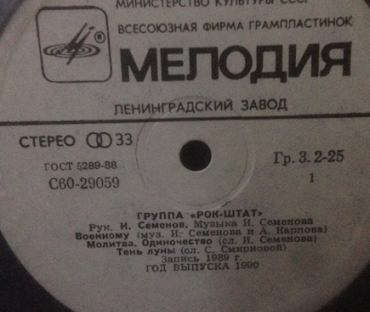 МИНИСТЕРСТВО КУЛЬТУРЫ СССР
ВСЕСОЮЗНАЯ ФИРМА ГРАМПЛАСТИНОК
МЕЛОДИЯ
ЛЕНИНГРАДСКИЙ ЗАВОД
СТЕРЕО 33
ГОСТ 5289-88
С60-29059
Гр. 3. 2-25
1
ГРУППА «РОК-ШТАТ»
Рук. И. Семенов. Музыка И. Семенова
Военкому (муз. И. Семенова и А. Карпова)
Молитва. Одиночество (сл. И. Семенова)
Тень луны (сл. С. Смирновой)
Запись 1989 г.
ГОД ВЫПУСКА 1990